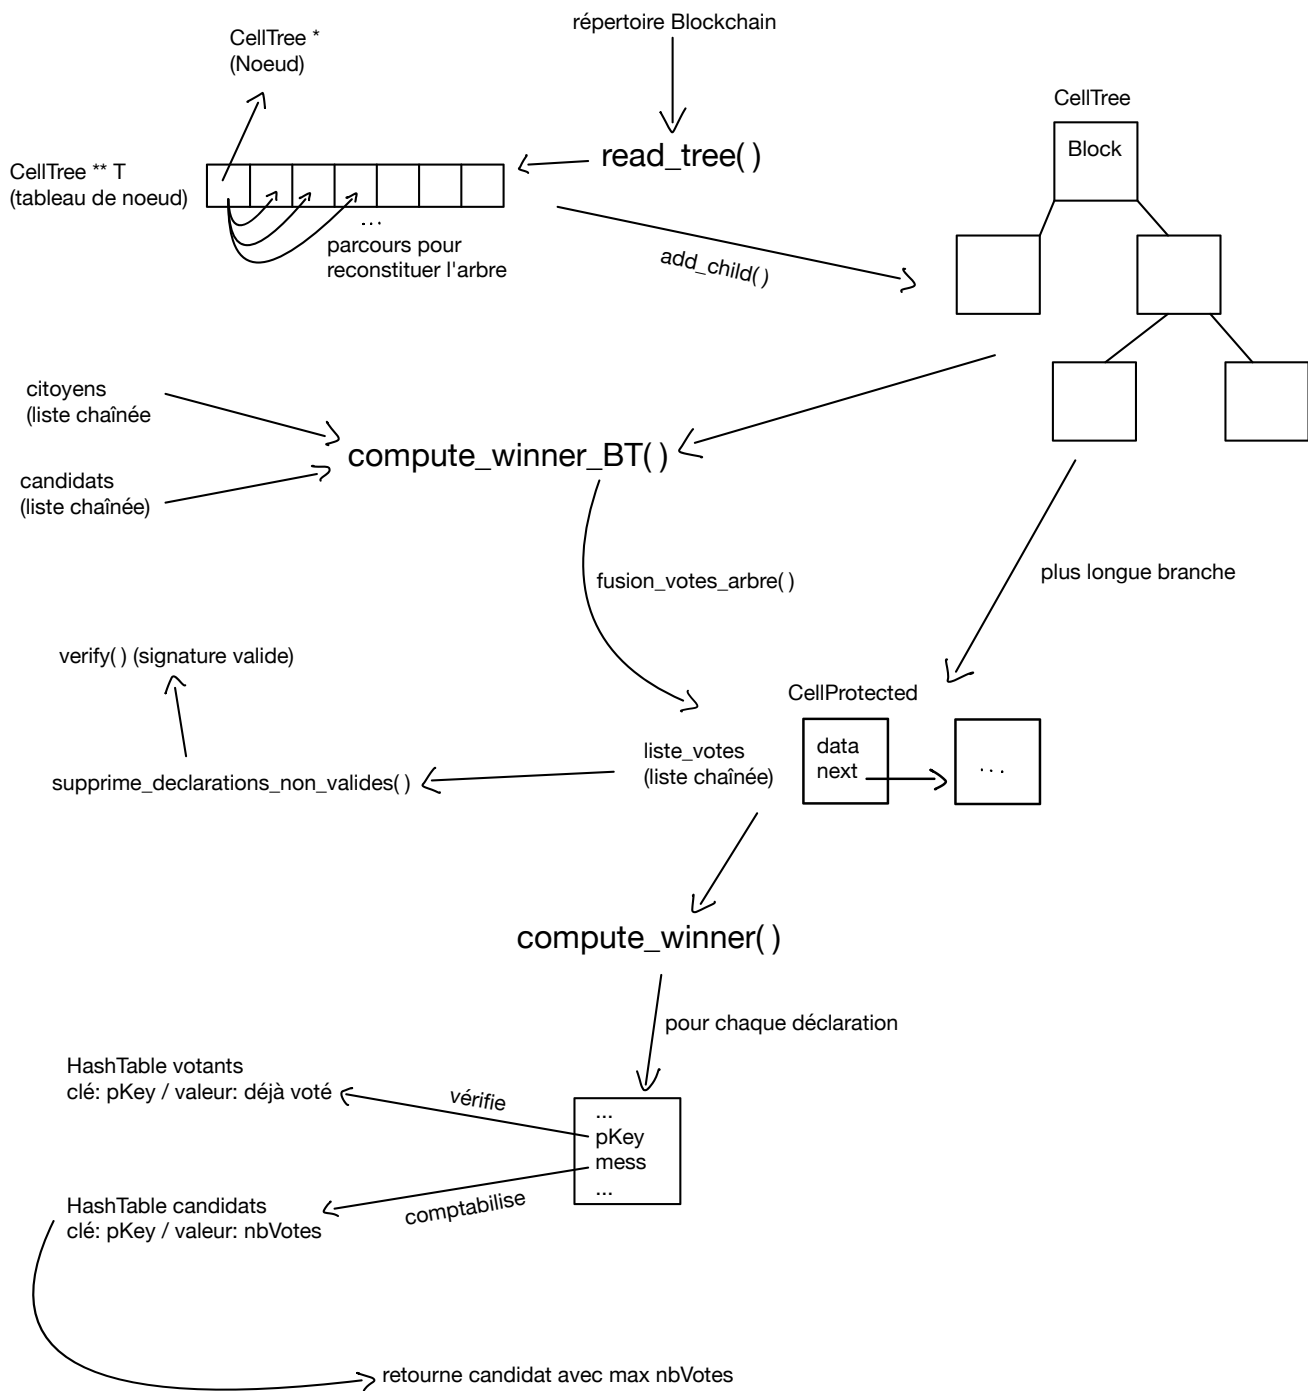 répertoire Blockchain
CellTree *
(Noeud)
CellTree
Block
read_tree()
CellTree ** T
(tableau de noeud)
...
parcours pour
reconstituer l'arbre
add_child()
citoyens
(liste chaînée
compute_winner_BT()
candidats
(liste chaînée)
fusion_votes_arbre()
plus longue branche
verify() (signature valide)
CellProtected
liste_votes
(liste chaînée)
data
next
...
supprime_declarations_non_valides()
compute_winner()
pour chaque déclaration
HashTable votants
clé: pKey / valeur: déjà voté
vérifie
...
pKey
mess
...
HashTable candidats
clé: pKey / valeur: nbVotes
comptabilise
retourne candidat avec max nbVotes